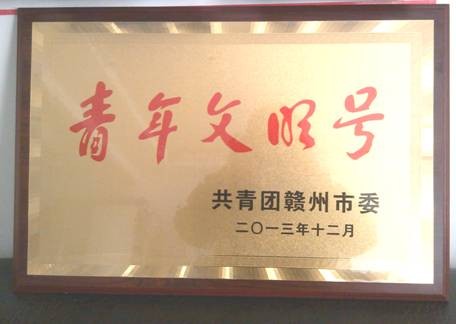 青年文明号
共青团赣州市委
二〇一三年十二月